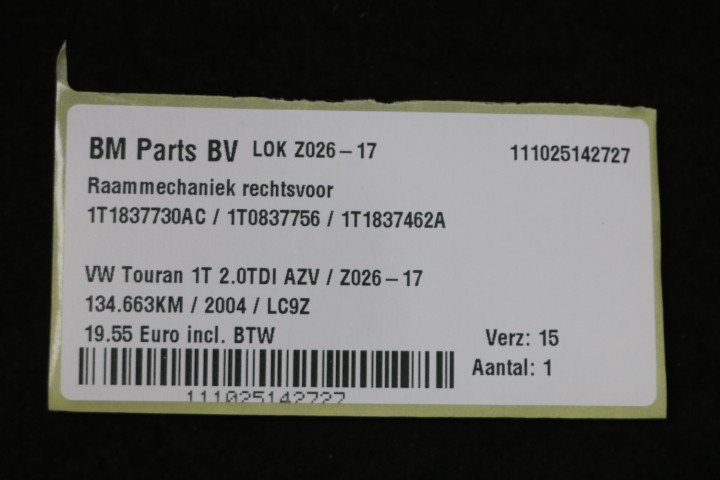 BM Parts BV LOK Z026-17 111025142727
Raammechaniek rechtsvoor
1T1837730AC / 1T0837756 / 1T1837462A
VW Touran 1T 2.0TDI AZV / Z026-17
134.663KM / 2004 / LC9Z
19.55 Euro incl. BTW Verz: 15
Aantal: 1
111025142727